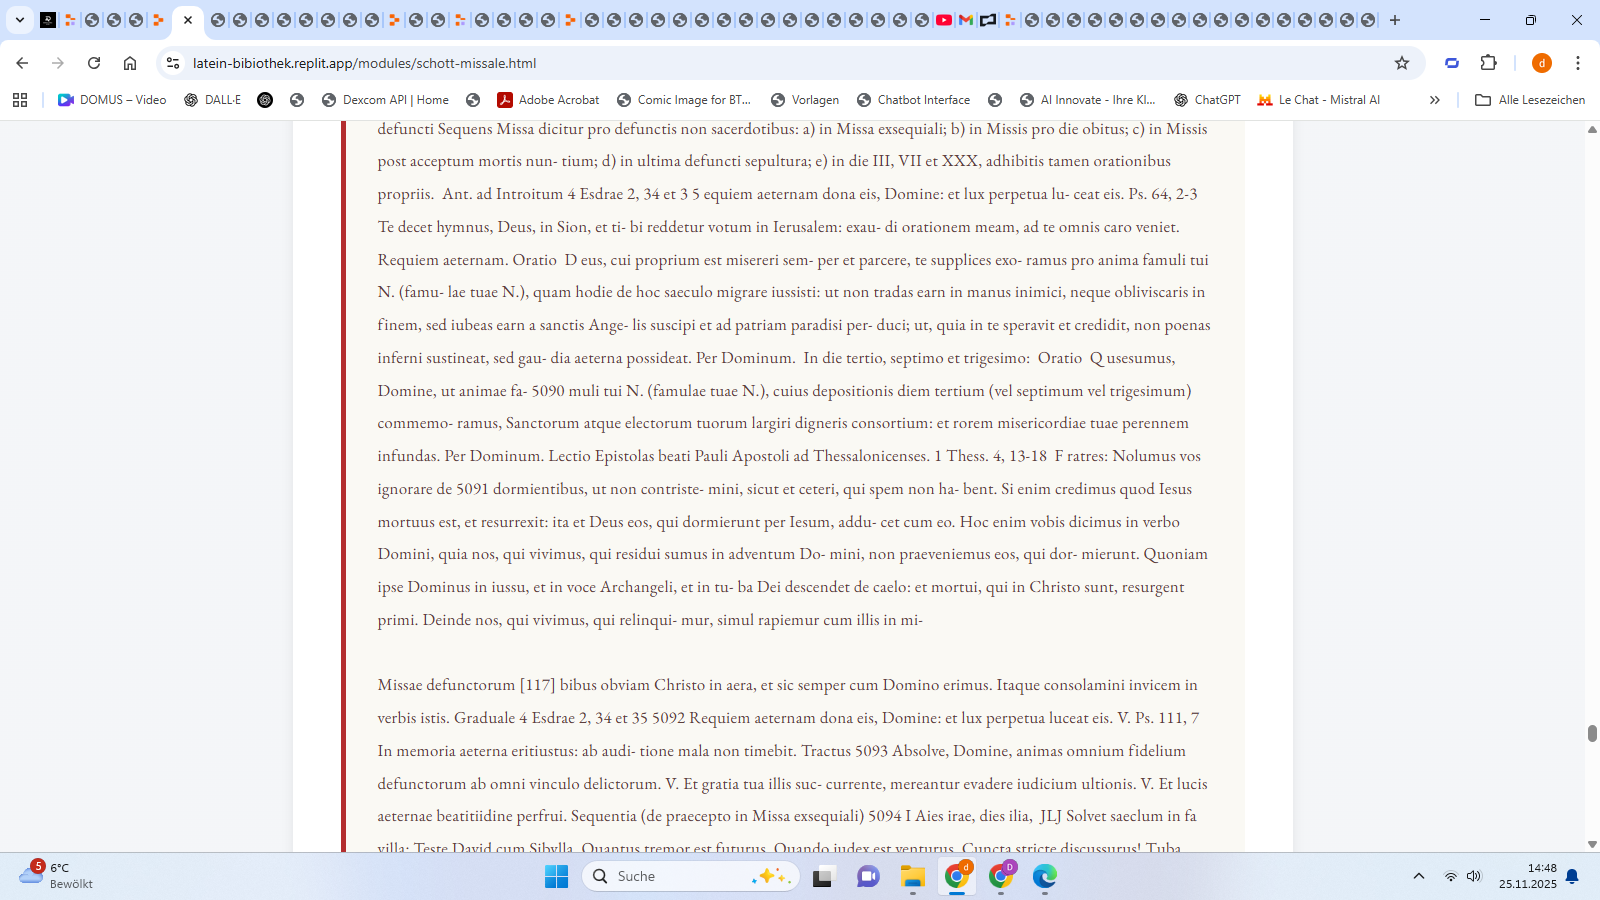 latein-bibiothek.replit.app/modules/schott-missale.html
d
DOMUS – Video
DALL·E
Dexcom API | Home
Adobe Acrobat
Comic Image for BT...
Vorlagen
Chatbot Interface
AI Innovate - Ihre KI...
ChatGPT
Le Chat - Mistral AI
Alle Lesezeichen
defuncti Sequens Missa dicitur pro defunctis non sacerdotibus: a) in Missa exsequiali; b) in Missis pro die obitus; c) in Missis
post acceptum mortis nun- tium; d) in ultima defuncti sepultura; e) in die III, VII et XXX, adhibitis tamen orationibus
propriis.  Ant. ad Introitum 4 Esdrae 2, 34 et 3 5 equiem aeternam dona eis, Domine: et lux perpetua lu- ceat eis. Ps. 64, 2-3
Te decet hymnus, Deus, in Sion, et ti- bi reddetur votum in Ierusalem: exau- di orationem meam, ad te omnis caro veniet.
Requiem aeternam. Oratio  D eus, cui proprium est misereri sem- per et parcere, te supplices exo- ramus pro anima famuli tui
N. (famu- lae tuae N.), quam hodie de hoc saeculo migrare iussisti: ut non tradas earn in manus inimici, neque obliviscaris in
finem, sed iubeas earn a sanctis Ange- lis suscipi et ad patriam paradisi per- duci; ut, quia in te speravit et credidit, non poenas
inferni sustineat, sed gau- dia aeterna possideat. Per Dominum.  In die tertio, septimo et trigesimo:  Oratio  Q usesumus,
Domine, ut animae fa- 5090 muli tui N. (famulae tuae N.), cuius depositionis diem tertium (vel septimum vel trigesimum)
commemo- ramus, Sanctorum atque electorum tuorum largiri digneris consortium: et rorem misericordiae tuae perennem
infundas. Per Dominum. Lectio Epistolas beati Pauli Apostoli ad Thessalonicenses. 1 Thess. 4, 13-18  F ratres: Nolumus vos
ignorare de 5091 dormientibus, ut non contriste- mini, sicut et ceteri, qui spem non ha- bent. Si enim credimus quod Iesus
mortuus est, et resurrexit: ita et Deus eos, qui dormierunt per Iesum, addu- cet cum eo. Hoc enim vobis dicimus in verbo
Domini, quia nos, qui vivimus, qui residui sumus in adventum Do- mini, non praeveniemus eos, qui dor- mierunt. Quoniam
ipse Dominus in iussu, et in voce Archangeli, et in tu- ba Dei descendet de caelo: et mortui, qui in Christo sunt, resurgent
primi. Deinde nos, qui vivimus, qui relinqui- mur, simul rapiemur cum illis in mi-
Missae defunctorum [117] bibus obviam Christo in aera, et sic semper cum Domino erimus. Itaque consolamini invicem in
verbis istis. Graduale 4 Esdrae 2, 34 et 35 5092 Requiem aeternam dona eis, Domine: et lux perpetua luceat eis. V. Ps. 111, 7
In memoria aeterna eritiustus: ab audi- tione mala non timebit. Tractus 5093 Absolve, Domine, animas omnium fidelium
defunctorum ab omni vinculo delictorum. V. Et gratia tua illis suc- currente, mereantur evadere iudicium ultionis. V. Et lucis
aeternae beatitiidine perfrui. Sequentia (de praecepto in Missa exsequiali) 5094 I Aies irae, dies ilia,  JLJ Solvet saeclum in fa
villa: Teste David cum Sibylla. Quantus tremor est futurus, Quando iudex est venturus, Cuncta stricte discussurus! Tuba
5
6°C
Bewölkt
Suche
d
D
14:48
25.11.2025